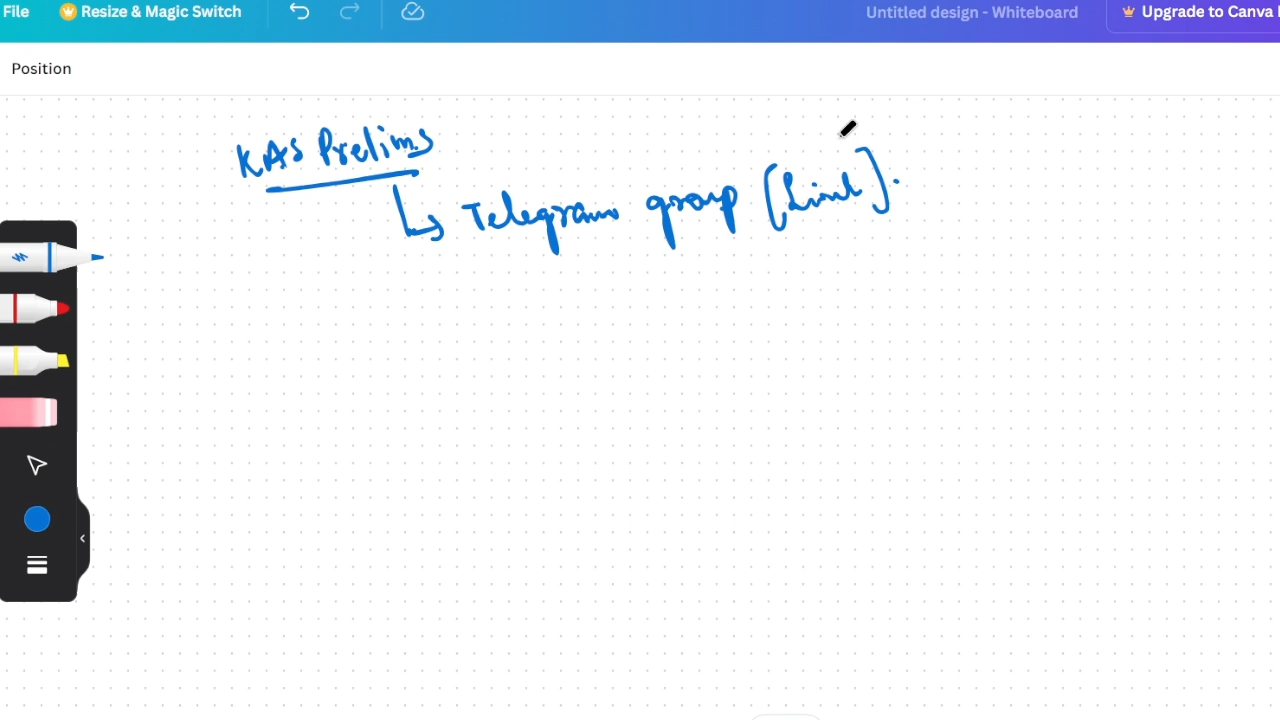 File Resize & Magic Switch Untitled design - Whiteboard Upgrade to Canva
Position
KAS Prelims
Telegram group (Link).